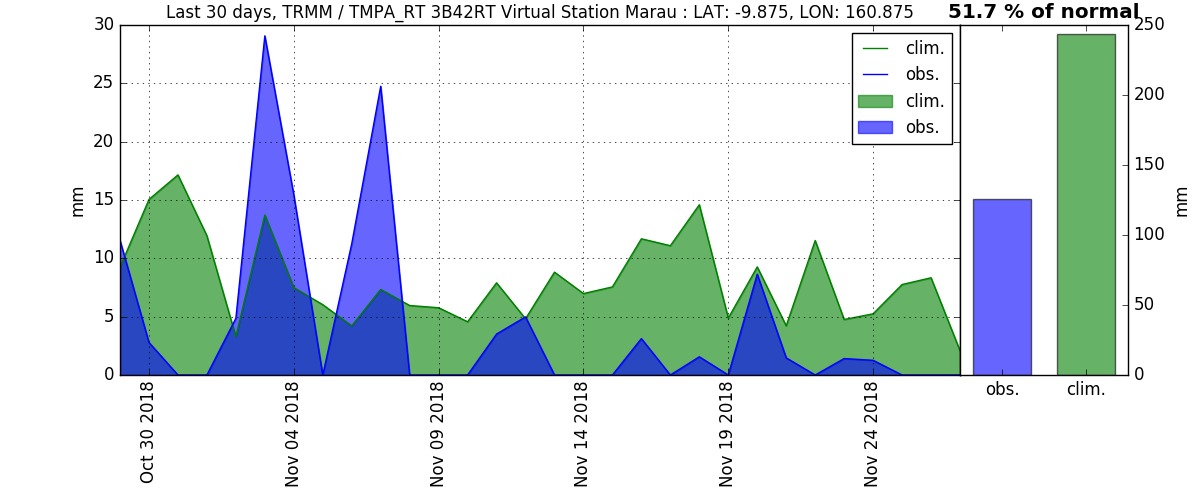 Last 30 days, TRMM / TMPA_RT 3B42RT Virtual Station Marau : LAT: -9.875, LON: 160.875
51.7 % of normal
30
25
20
15
10
5
0
mm
clim.
obs.
clim.
obs.
250
200
150
100
50
0
mm
Oct 30 2018
Nov 04 2018
Nov 09 2018
Nov 14 2018
Nov 19 2018
Nov 24 2018
obs.
clim.